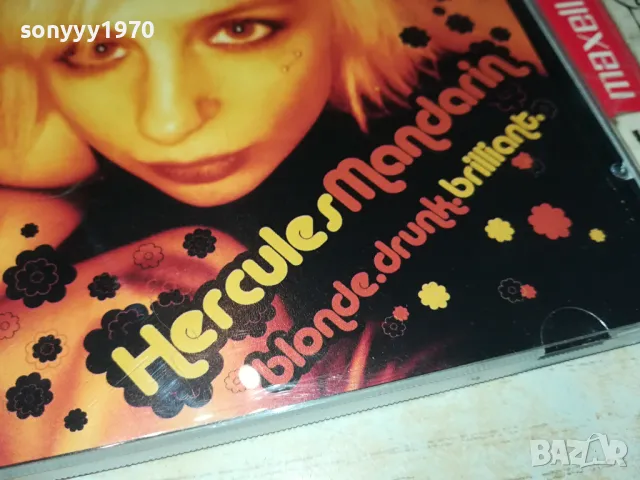 sonyyy1970
maxell
HerculesMandarin
blonde.drunk.brilliant.
BAZAR